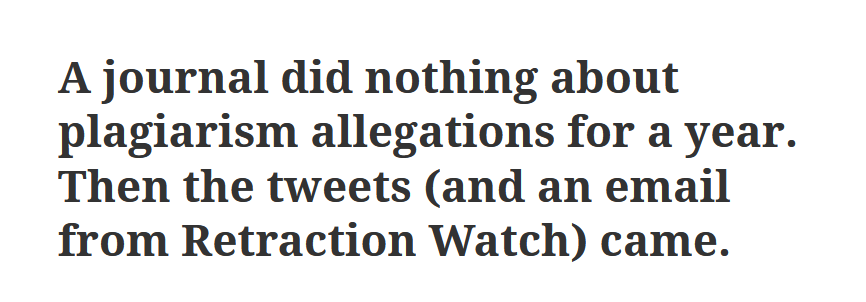 A journal did nothing about
plagiarism allegations for a year.
Then the tweets (and an email
from Retraction Watch) came.